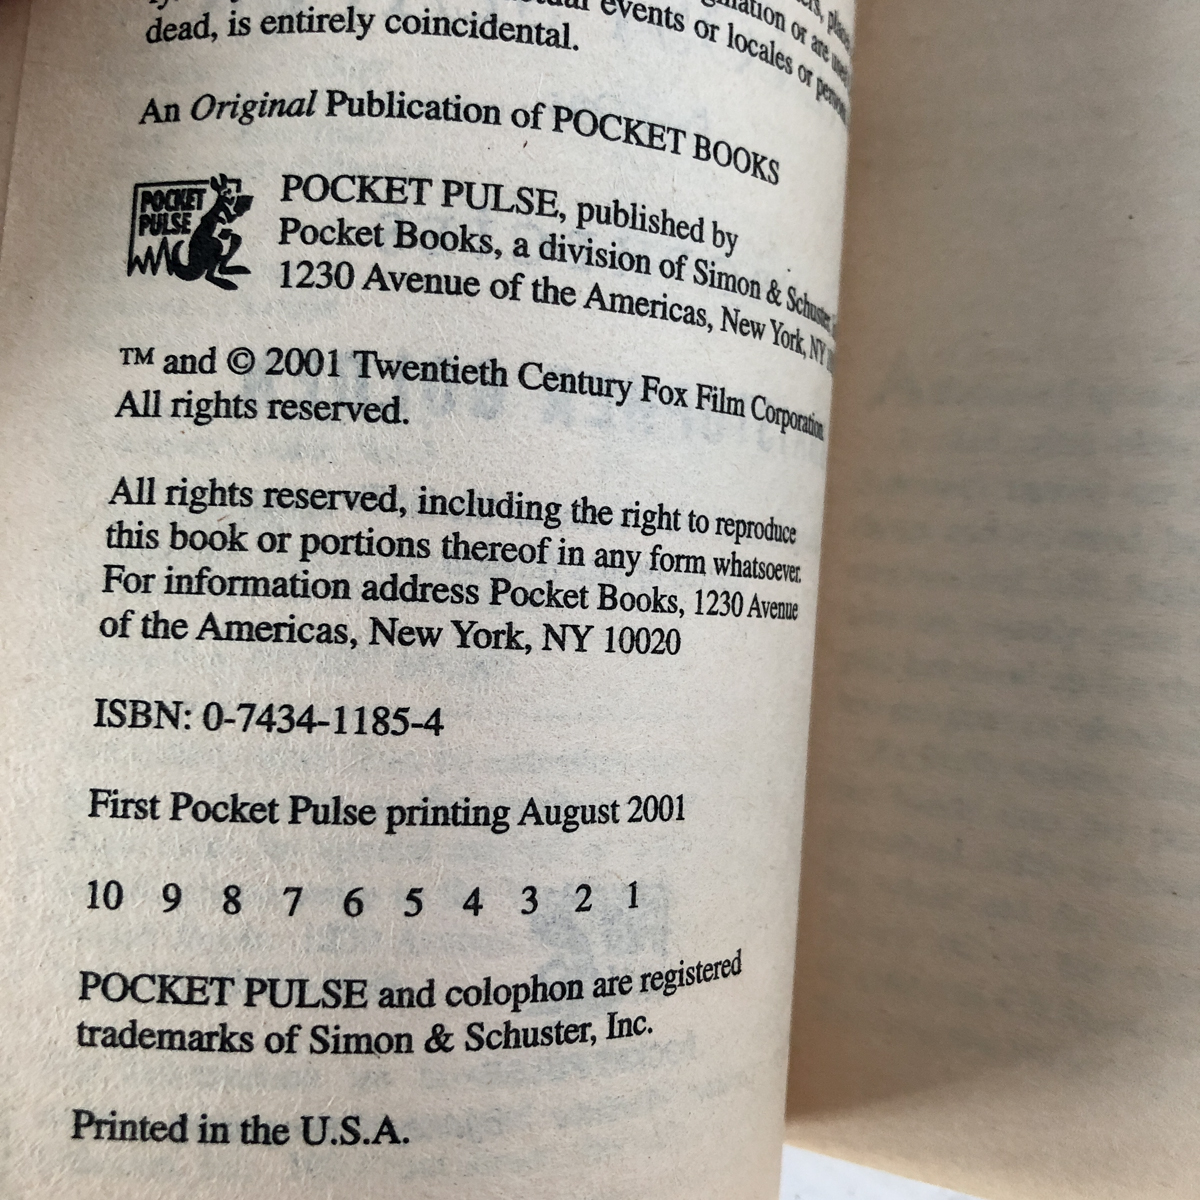 events or locales or
dead, is entirely coincidental.
An Original Publication of POCKET BOOKS
POCKET
PULSE
POCKET PULSE, published by
Pocket Books, a division of Simon & Schuster
1230 Avenue of the Americas, New York, NY
™ and © 2001 Twentieth Century Fox Film Corporation
All rights reserved.
All rights reserved, including the right to reproduce
this book or portions thereof in any form whatsoever.
For information address Pocket Books, 1230 Avenue
of the Americas, New York, NY 10020
ISBN: 0-7434-1185-4
First Pocket Pulse printing August 2001
10 9 8 7 6 5 4 3 2 1
POCKET PULSE and colophon are registered
trademarks of Simon & Schuster, Inc.
Printed in the U.S.A.